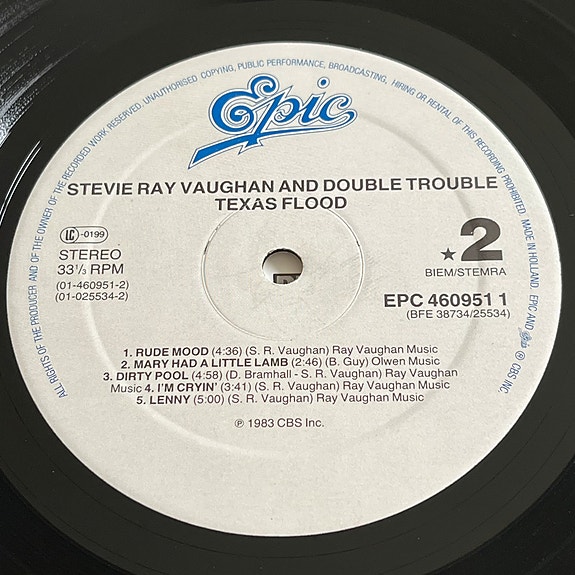 ALL RIGHTS OF THE PRODUCER AND OF THE OWNER OF THE RECORDED WORK RESERVED. UNAUTHORISED COPYING, PUBLIC PERFORMANCE, BROADCASTING, HIRING OR RENTAL OF THIS RECORDING PROHIBITED. MADE IN HOLLAND. EPIC AND Epic ® CBS INC.
Epic
STEVIE RAY VAUGHAN AND DOUBLE TROUBLE
TEXAS FLOOD
LC-0199
STEREO
33⅓ RPM
(01-460951-2)
(01-025534-2)
★2
BIEM/STEMRA
EPC 460951 1
(BFE 38734/25534)
1. RUDE MOOD (4:36) (S. R. Vaughan) Ray Vaughan Music
2. MARY HAD A LITTLE LAMB (2:46) (B. Guy) Olwen Music
3. DIRTY POOL (4:58) (D. Bramhall - S. R. Vaughan) Ray Vaughan
Music 4. I'M CRYIN' (3:41) (S. R. Vaughan) Ray Vaughan Music
5. LENNY (5:00) (S. R. Vaughan) Ray Vaughan Music
℗ 1983 CBS Inc.